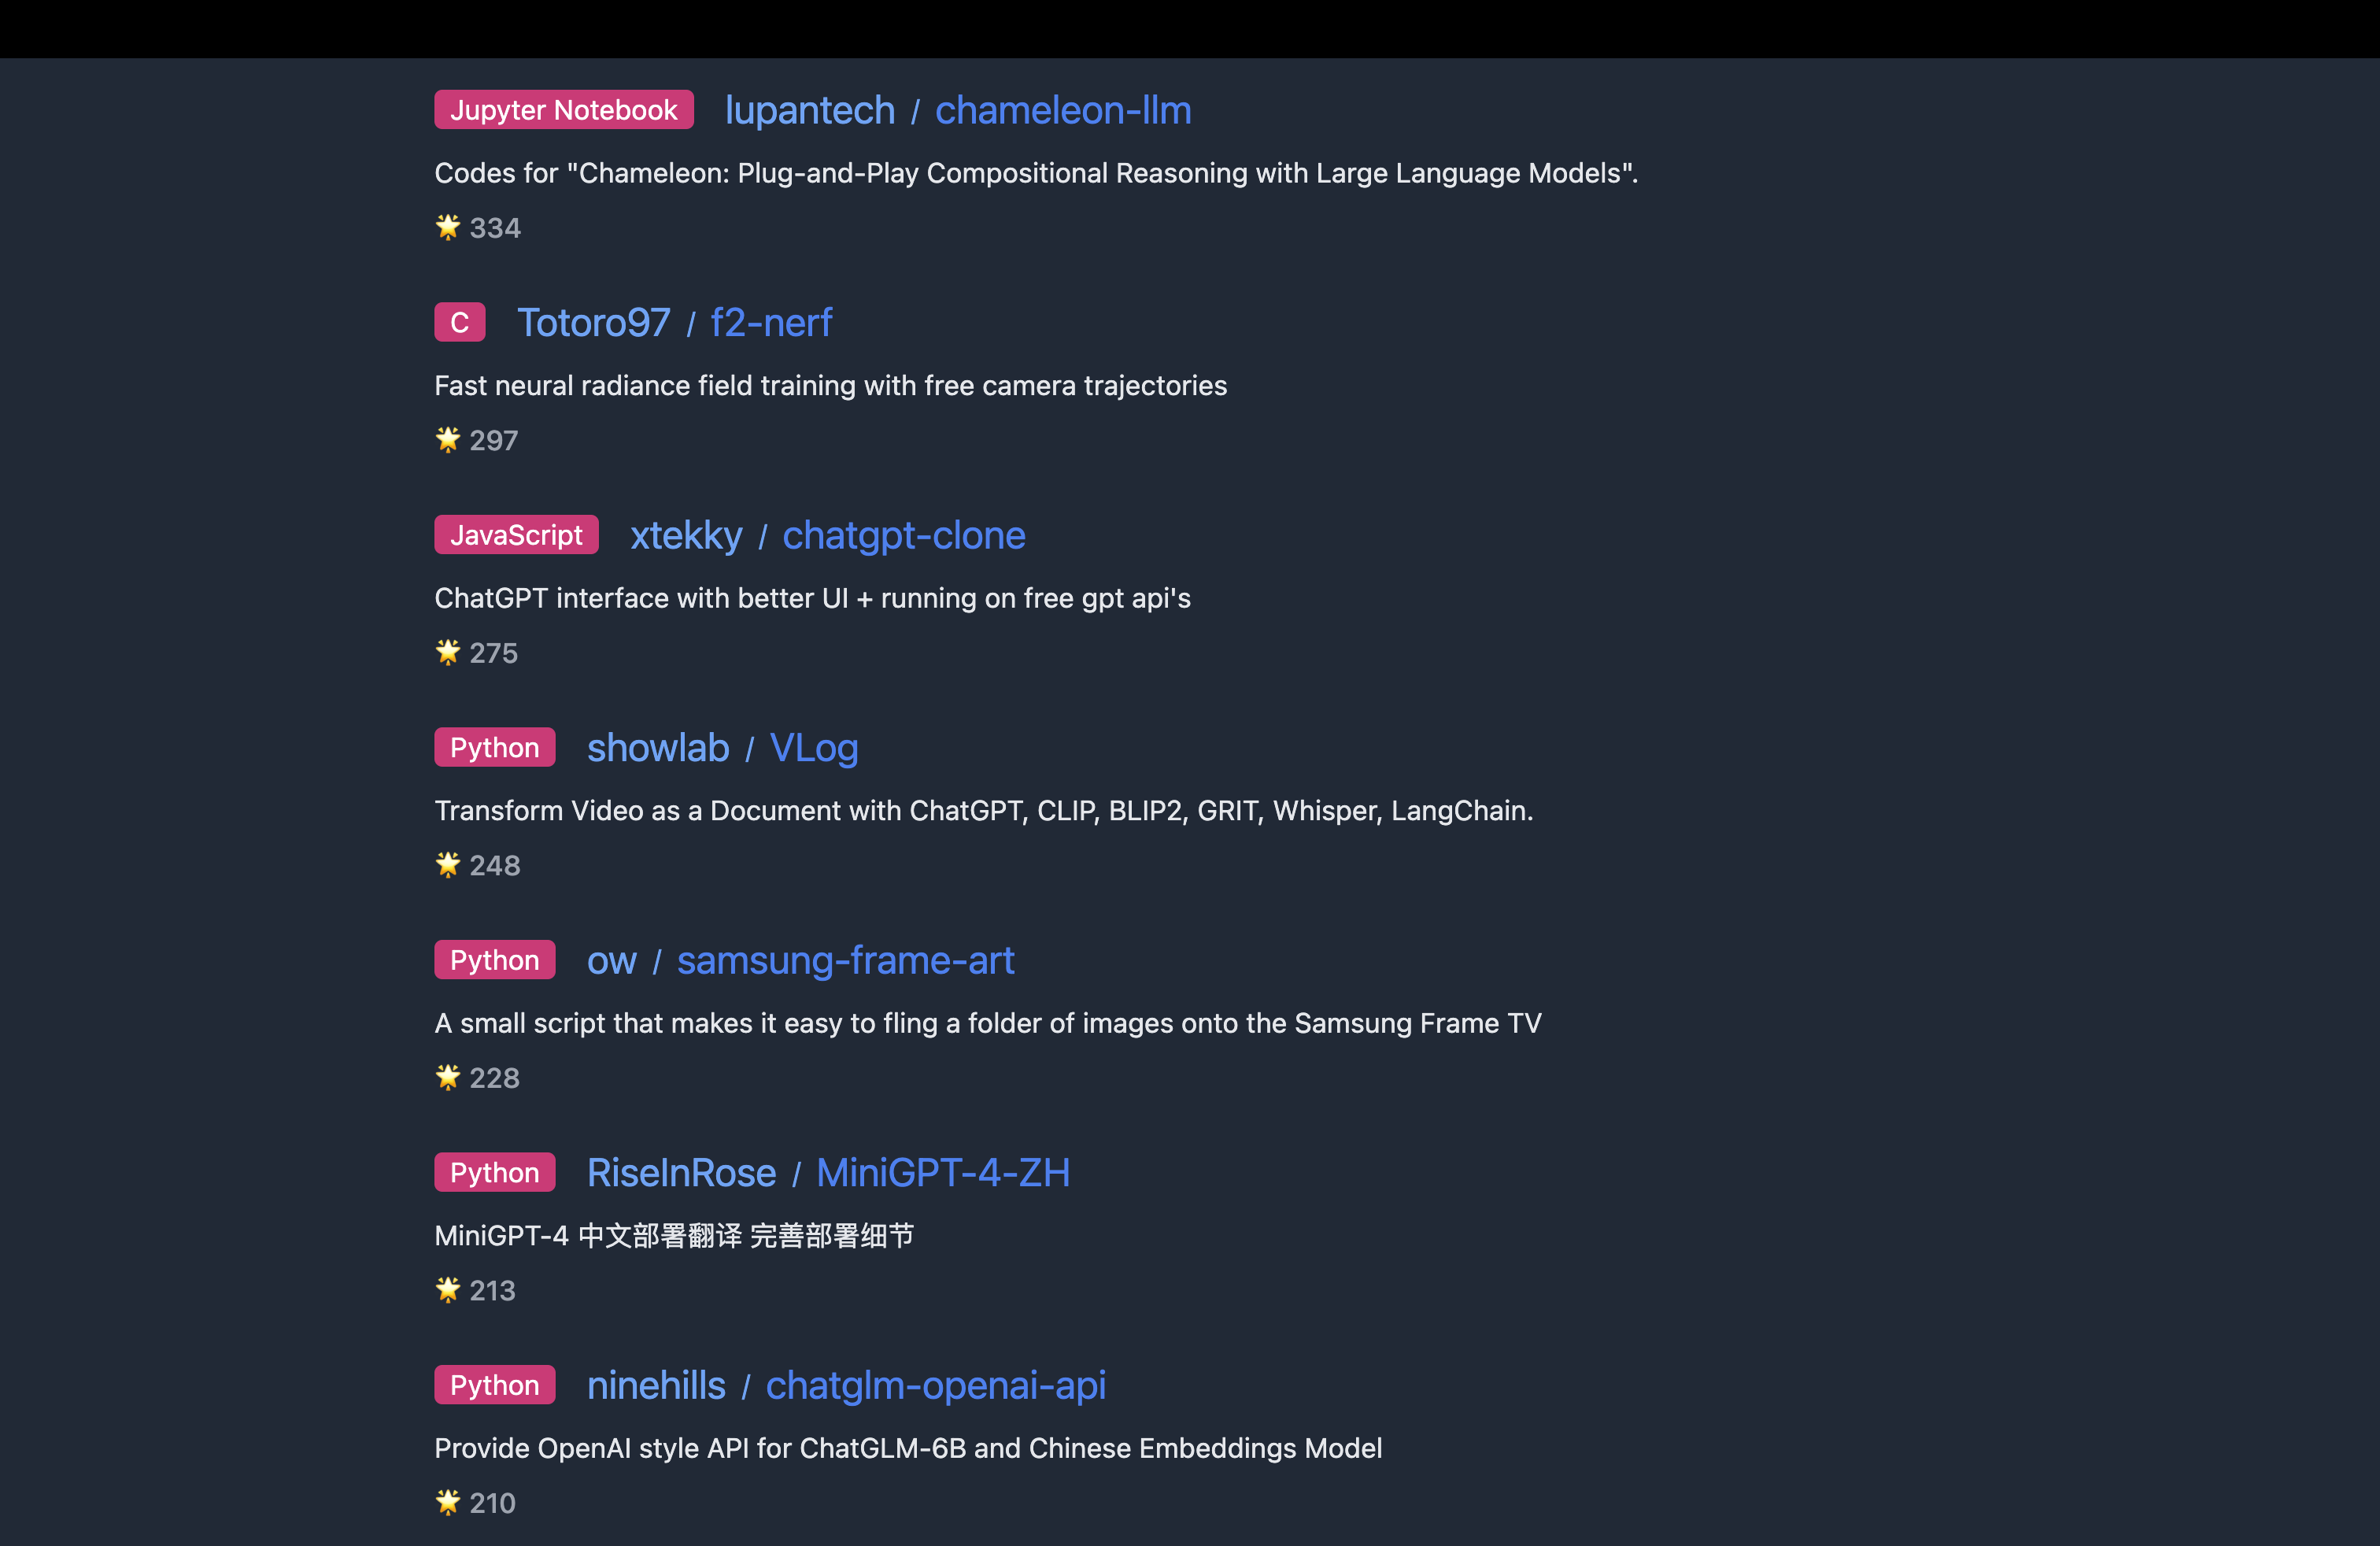 Jupyter Notebook lupantech / chameleon-llm
Codes for "Chameleon: Plug-and-Play Compositional Reasoning with Large Language Models".
🌟 334
C Totoro97 / f2-nerf
Fast neural radiance field training with free camera trajectories
🌟 297
JavaScript xtekky / chatgpt-clone
ChatGPT interface with better UI + running on free gpt api's
🌟 275
Python showlab / VLog
Transform Video as a Document with ChatGPT, CLIP, BLIP2, GRIT, Whisper, LangChain.
🌟 248
Python ow / samsung-frame-art
A small script that makes it easy to fling a folder of images onto the Samsung Frame TV
🌟 228
Python RiseInRose / MiniGPT-4-ZH
MiniGPT-4 中文部署翻译 完善部署细节
🌟 213
Python ninehills / chatglm-openai-api
Provide OpenAI style API for ChatGLM-6B and Chinese Embeddings Model
🌟 210